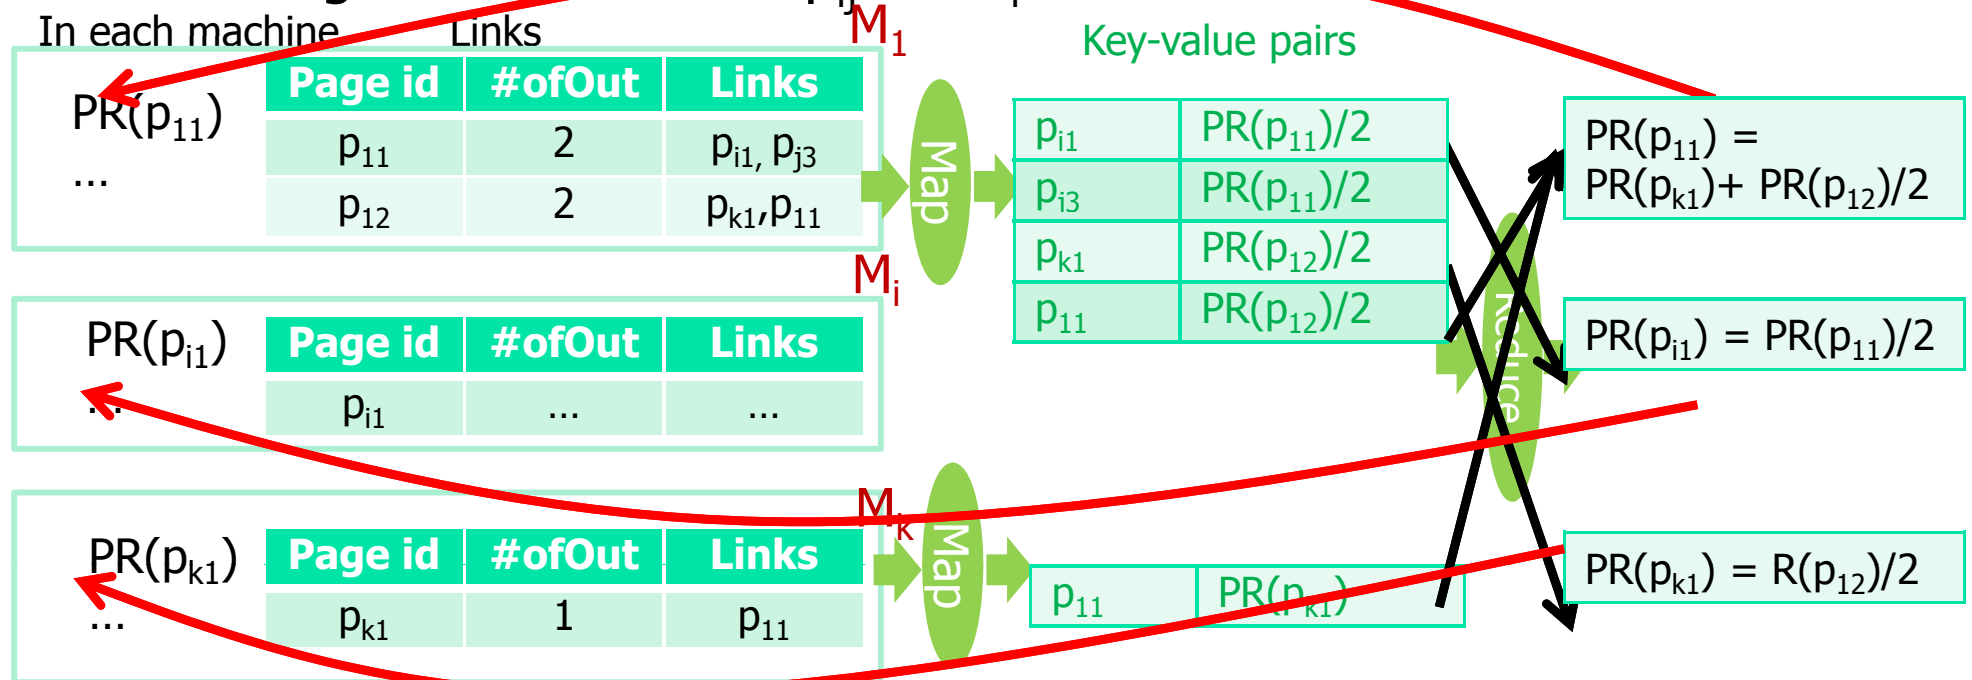 In each machine Links
M1
Key-value pairs
PR(p11)
...
Page id #ofOut Links
p11 2 pi1, pj3
p12 2 pk1,p11
Map
pi1 PR(p11)/2
pi3 PR(p11)/2
pk1 PR(p12)/2
p11 PR(p12)/2
PR(p11) =
PR(pk1)+ PR(p12)/2
Mi
PR(pi1)
...
Page id #ofOut Links
pi1 ... ...
Reduce
PR(pi1) = PR(p11)/2
Mk
PR(pk1)
...
Page id #ofOut Links
pk1 1 p11
Map
p11 PR(pk1)
PR(pk1) = R(p12)/2